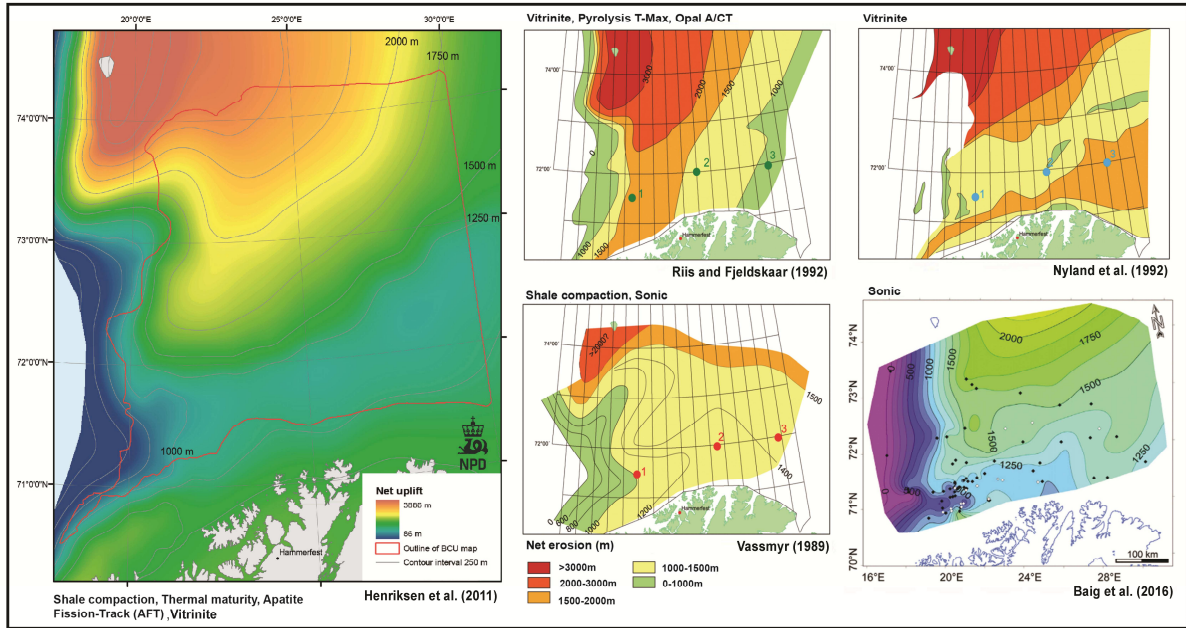 20°0'0"E
25°0'0"E
30°0'0"E
2000 m
1750 m
74°0'0"N
1500 m
1250 m
73°0'0"N
72°0'0"N
1000 m
71°0'0"N
NPD
Net uplift
86 m
Outline of BCU map
Contour interval 250 m
Hammerfest
Shale compaction, Thermal maturity, Apatite
Fission-Track (AFT) ,Vitrinite
Henriksen et al. (2011)
Vitrinite, Pyrolysis T-Max, Opal A/CT
74°00'
3000
2000
1500
1000
0
72°00'
1
2
3
1000
1500
Hammerfest
Riis and Fjeldskaar (1992)
Vitrinite
74°00'
72°00'
1
2
3
Hammerfest
Nyland et al. (1992)
Shale compaction, Sonic
74°00'
>2000?
1500
72°00'
1
2
3
1400
0
600
800
1000
1200
Hammerfest
Vassmyr (1989)
Net erosion (m)
>3000m
2000-3000m
1500-2000m
1000-1500m
0-1000m
Sonic
74°N
73°N
72°N
71°N
70°N
0
500
1000
1500
2000
1750
1500
1500
1250
1250
0
100 km
16°E
20°E
24°E
28°E
Baig et al. (2016)